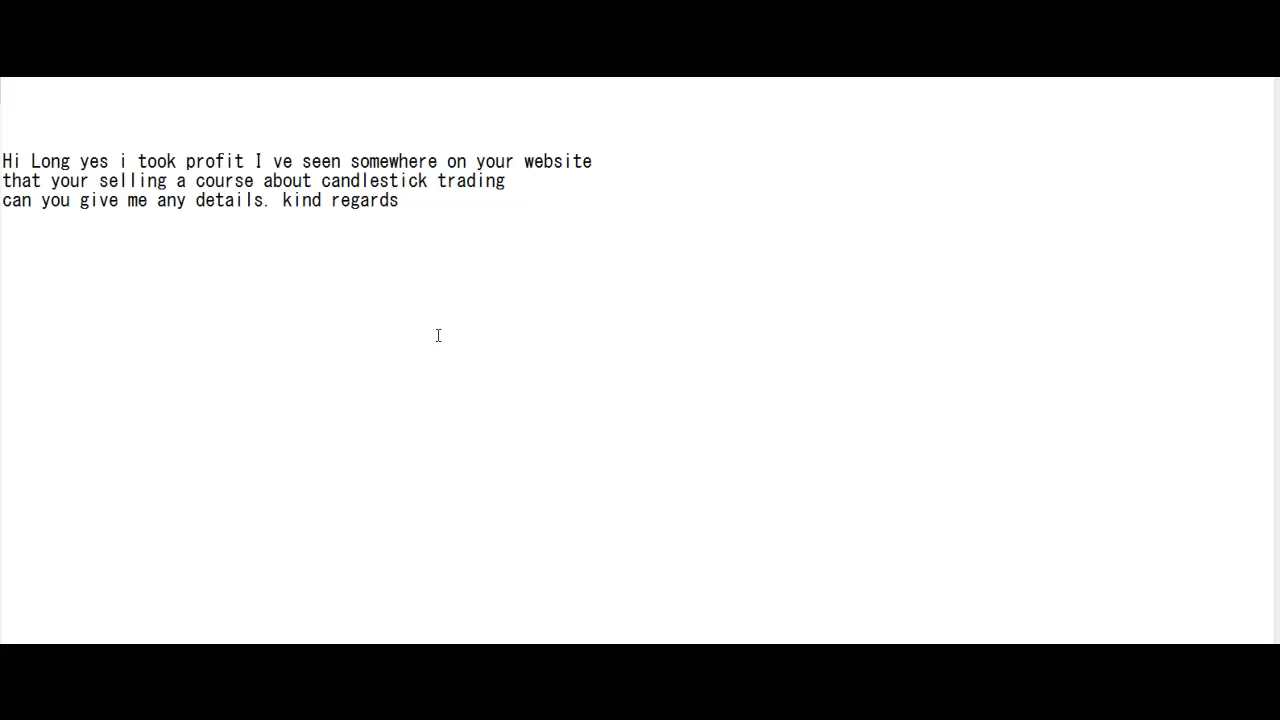 Hi Long yes i took profit I ve seen somewhere on your website
that your selling a course about candlestick trading
can you give me any details. kind regards